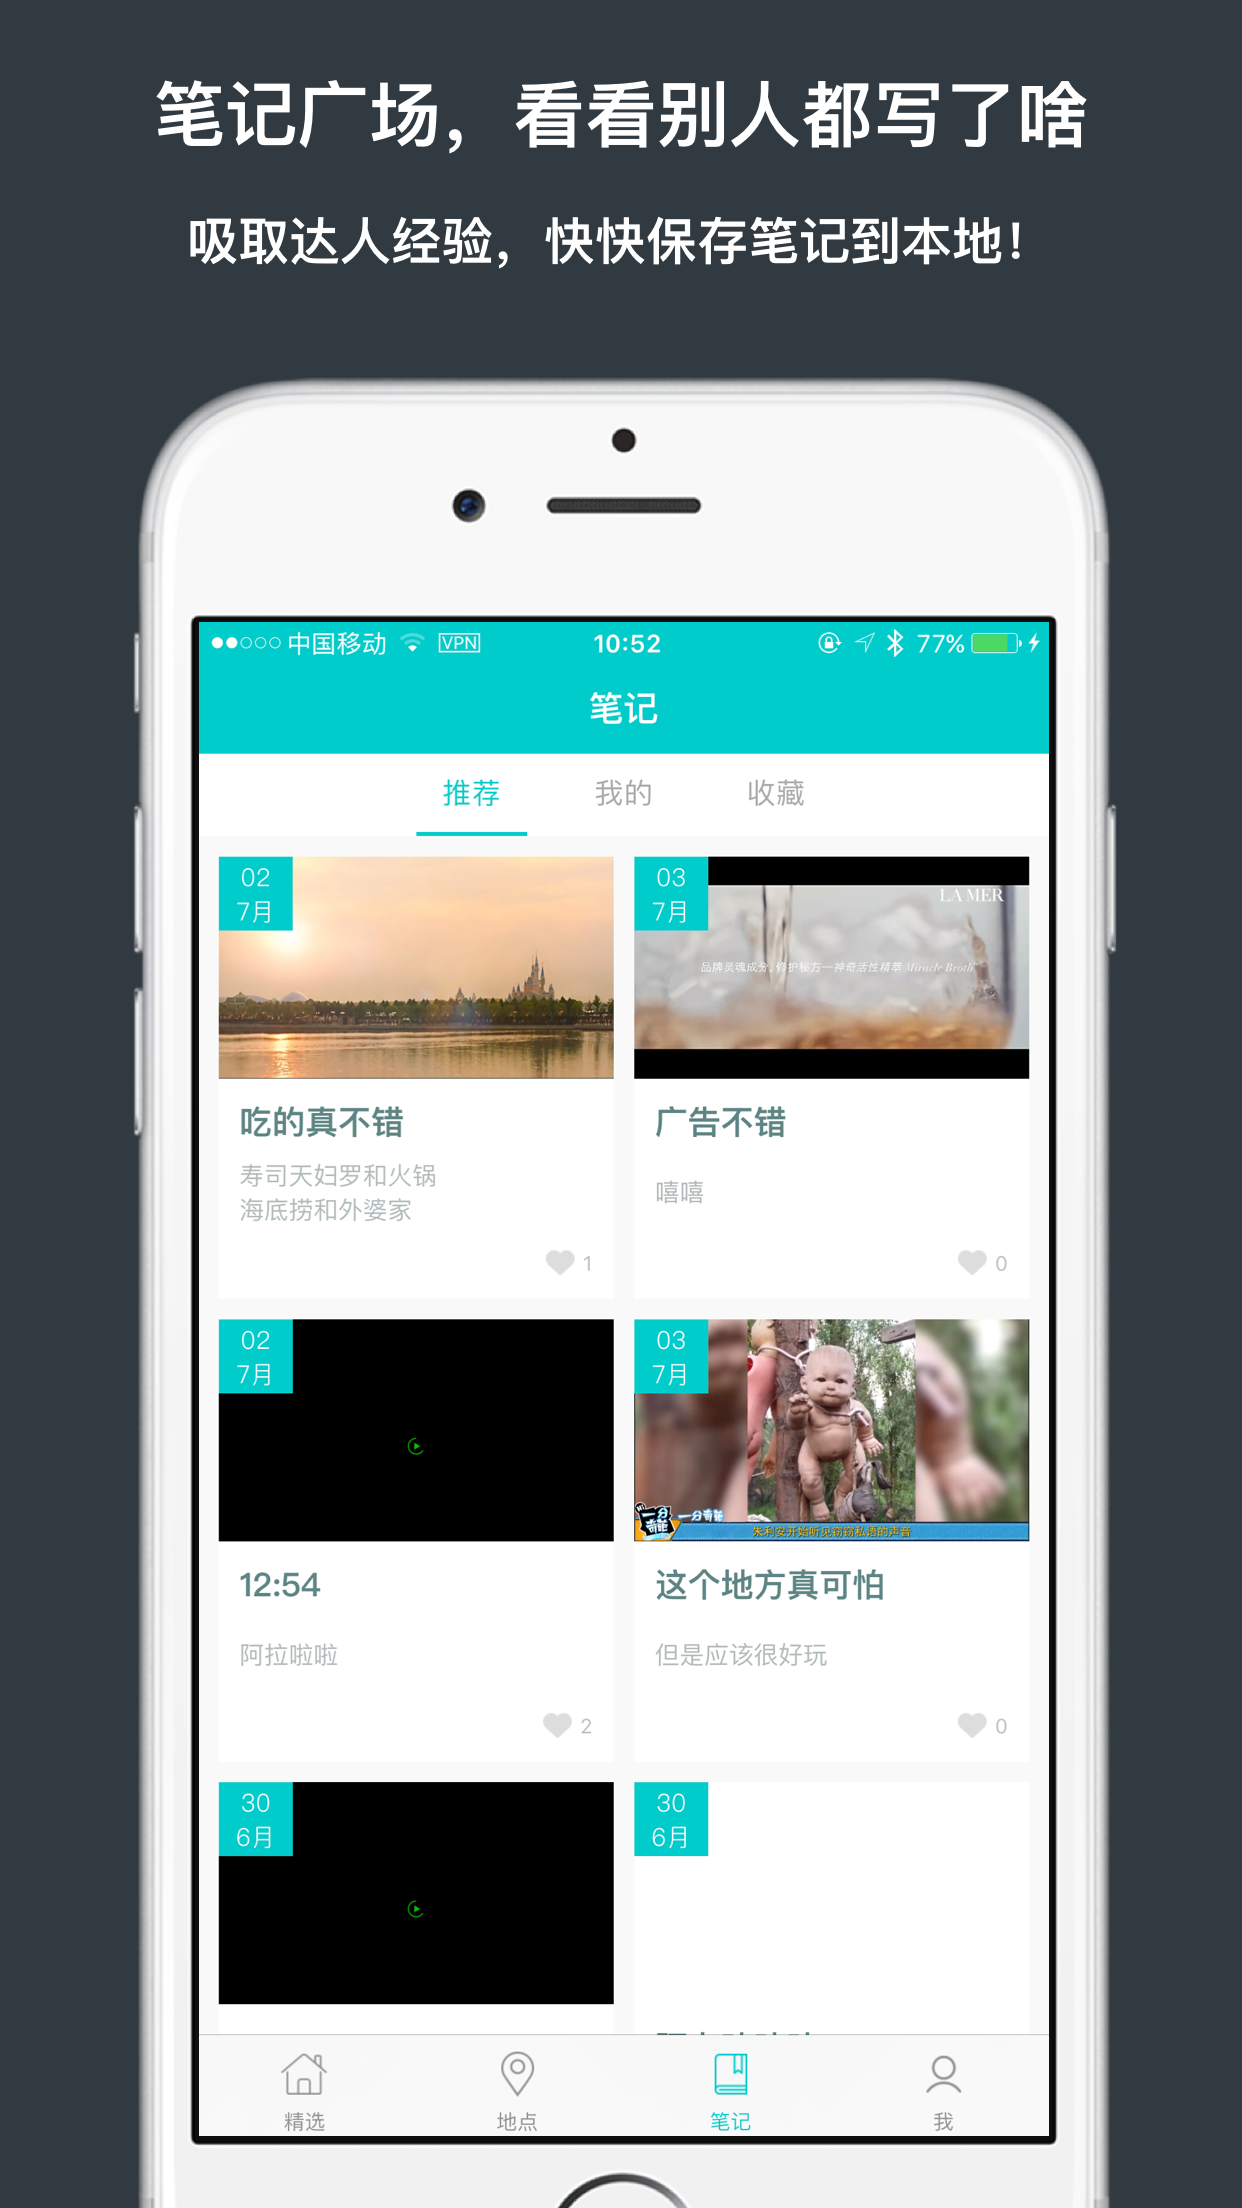 笔记广场，看看别人都写了啥
吸取达人经验，快快保存笔记到本地！
中国移动 VPN 10:52 77%
笔记
推荐 我的 收藏
02
7月
吃的真不错
寿司天妇罗和火锅
海底捞和外婆家
1
03
7月
LA MER
品牌灵魂成分，修护秘方—神奇活性精萃 Miracle Broth
广告不错
嘻嘻
0
02
7月
12:54
阿拉啦啦
2
03
7月
一分奇葩
一分奇葩
朱利安开始听见窃窃私语的声音
这个地方真可怕
但是应该很好玩
0
30
6月
30
6月
精选 地点 笔记 我